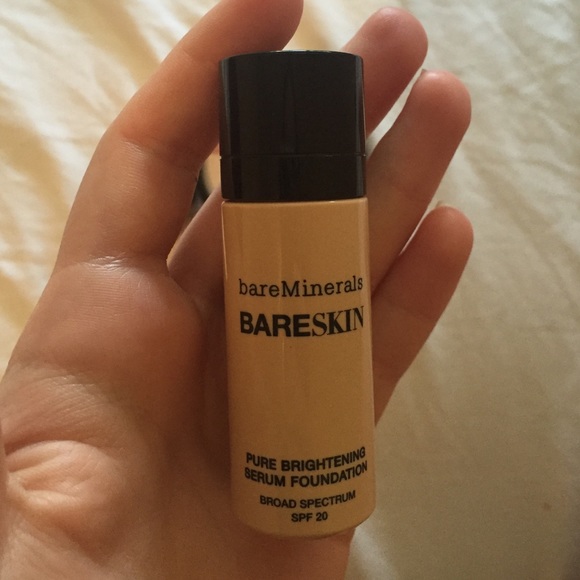 bareMinerals
BARESKIN
PURE BRIGHTENING
SERUM FOUNDATION
BROAD SPECTRUM
SPF 20